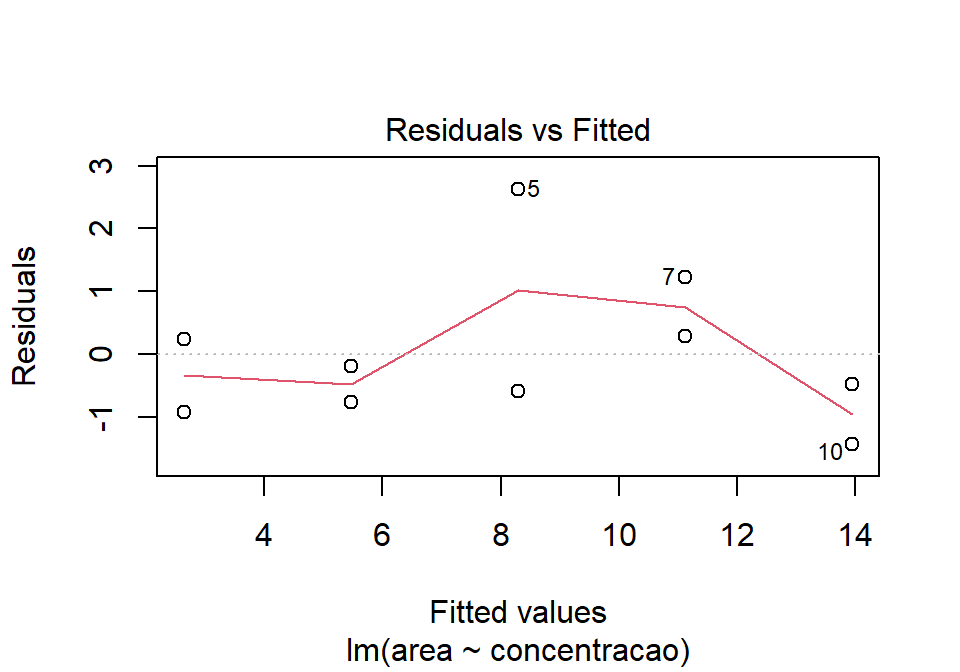 Residuals vs Fitted
Residuals
3
2
1
0
-1
5
7
10
4 6 8 10 12 14
Fitted values
lm(area ~ concentracao)